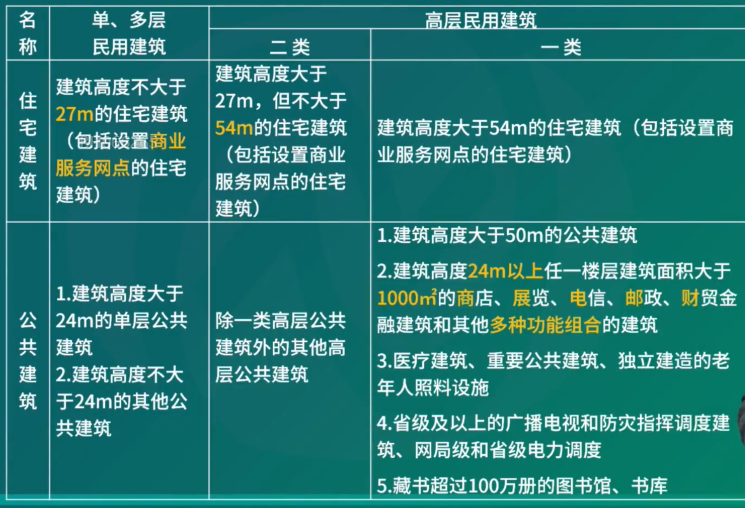 名称
单、多层
民用建筑
高层民用建筑
二类
一类
住宅建筑
建筑高度不大于
27m的住宅建筑
（包括设置商业
服务网点的住宅
建筑）
建筑高度大于
27m，但不大于
54m的住宅建筑
（包括设置商业
服务网点的住宅
建筑）
建筑高度大于54m的住宅建筑（包括设置商
业服务网点的住宅建筑）
公共建筑
1.建筑高度大于
24m的单层公共
建筑
2.建筑高度不大
于24m的其他公
共建筑
除一类高层公共
建筑外的其他高
层公共建筑
1.建筑高度大于50m的公共建筑
2.建筑高度24m以上任一楼层建筑面积大于
1000㎡的商店、展览、电信、邮政、财贸金
融建筑和其他多种功能组合的建筑
3.医疗建筑、重要公共建筑、独立建造的老
年人照料设施
4.省级及以上的广播电视和防灾指挥调度建
筑、网局级和省级电力调度
5.藏书超过100万册的图书馆、书库